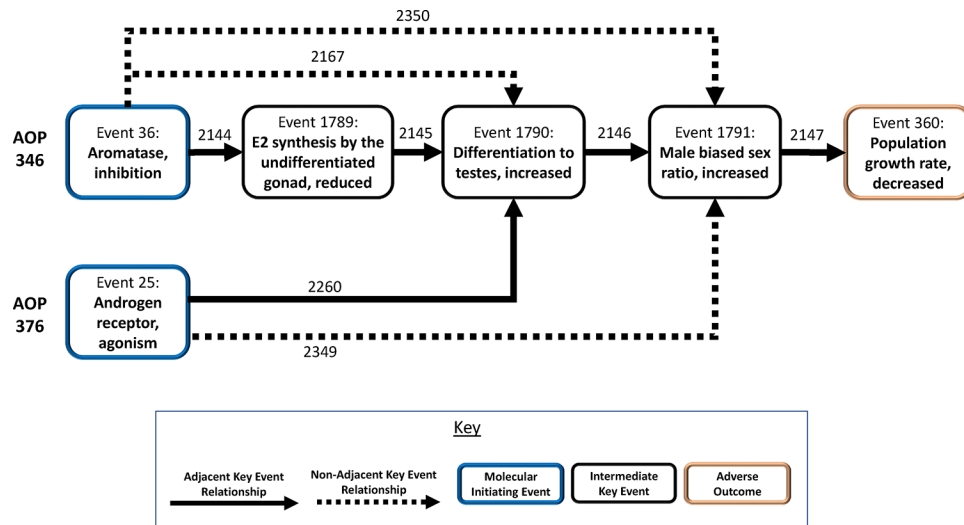 2350
2167
AOP
346
Event 36:
Aromatase,
inhibition
2144
Event 1789:
E2 synthesis by the
undifferentiated
gonad, reduced
2145
Event 1790:
Differentiation to
testes, increased
2146
Event 1791:
Male biased sex
ratio, increased
2147
Event 360:
Population
growth rate,
decreased
AOP
376
Event 25:
Androgen
receptor,
agonism
2260
2349
Key
Adjacent Key Event
Relationship
Non-Adjacent Key Event
Relationship
Molecular
Initiating Event
Intermediate
Key Event
Adverse
Outcome